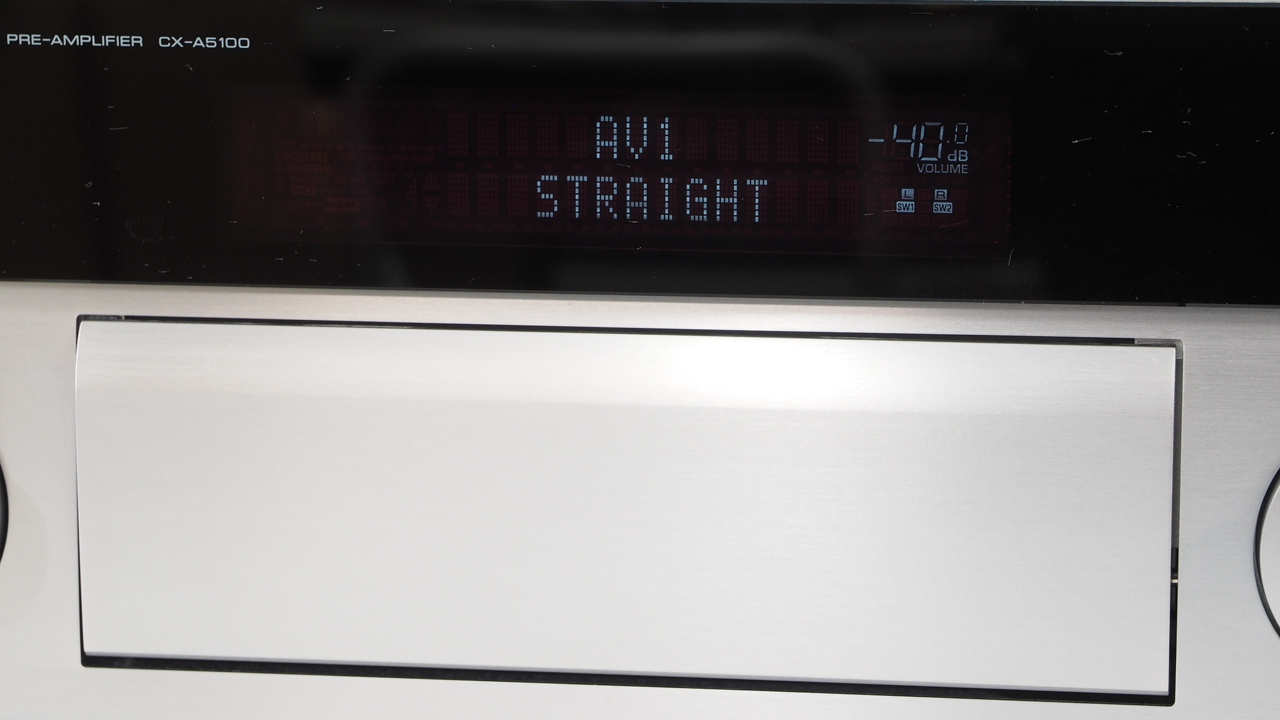 PRE-AMPLIFIER CX-A5100
AV1
-40.0
dB
VOLUME
STRAIGHT
L R
SW1 SW2